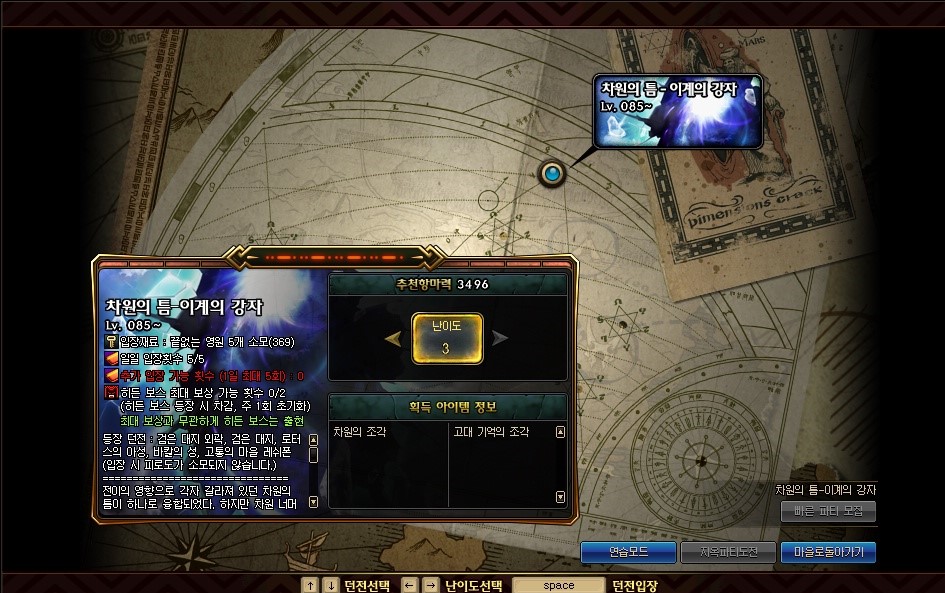 MARS
차원의 틈 - 이계의 강자
Lv. 085~
Dimensions Crack
차원의 틈-이계의 강자
Lv. 085~
입장재료 : 끝없는 영원 5개 소모(369)
일일 입장횟수 5/5
추가 입장 가능 횟수 (1일 최대 5회) : 0
히든 보스 최대 보상 가능 횟수 0/2
(히든 보스 등장 시 차감, 주 1회 초기화)
최대 보상과 무관하게 히든 보스는 출현
등장 던전 : 검은 대지 외곽, 검은 대지, 로터
스의 아성, 바칼의 성, 고통의 마을 레쉬폰
(입장 시 피로도가 소모되지 않습니다.)
==============================
전이의 영향으로 각자 갈라져 있던 차원의
틈이 하나로 융합되었다. 하지만 차원 너머
추천항마력 3496
난이도
3
획득 아이템 정보
차원의 조각
고대 기억의 조각
차원의 틈-이계의 강자
빠른 파티 모집
연습모드
지옥파티도전
마을로돌아가기
↑ ↓ 던전선택 ← → 난이도선택 space 던전입장